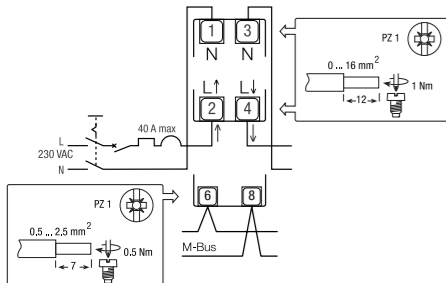 1 3
N N
PZ 1
0 ... 16 mm²
1 Nm
12
L↑ L↓
2 4
40 A max
L
230 VAC
N
6 8
M-Bus
PZ 1
0,5 ... 2,5 mm²
0.5 Nm
7